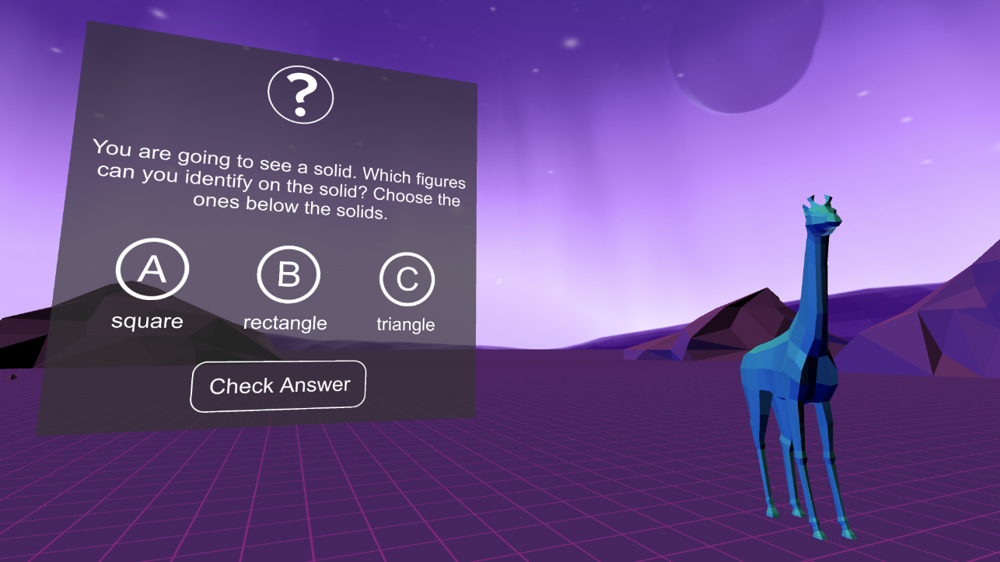 ?
You are going to see a solid. Which figures
can you identify on the solid? Choose the
ones below the solids.
A B C
square rectangle triangle
Check Answer